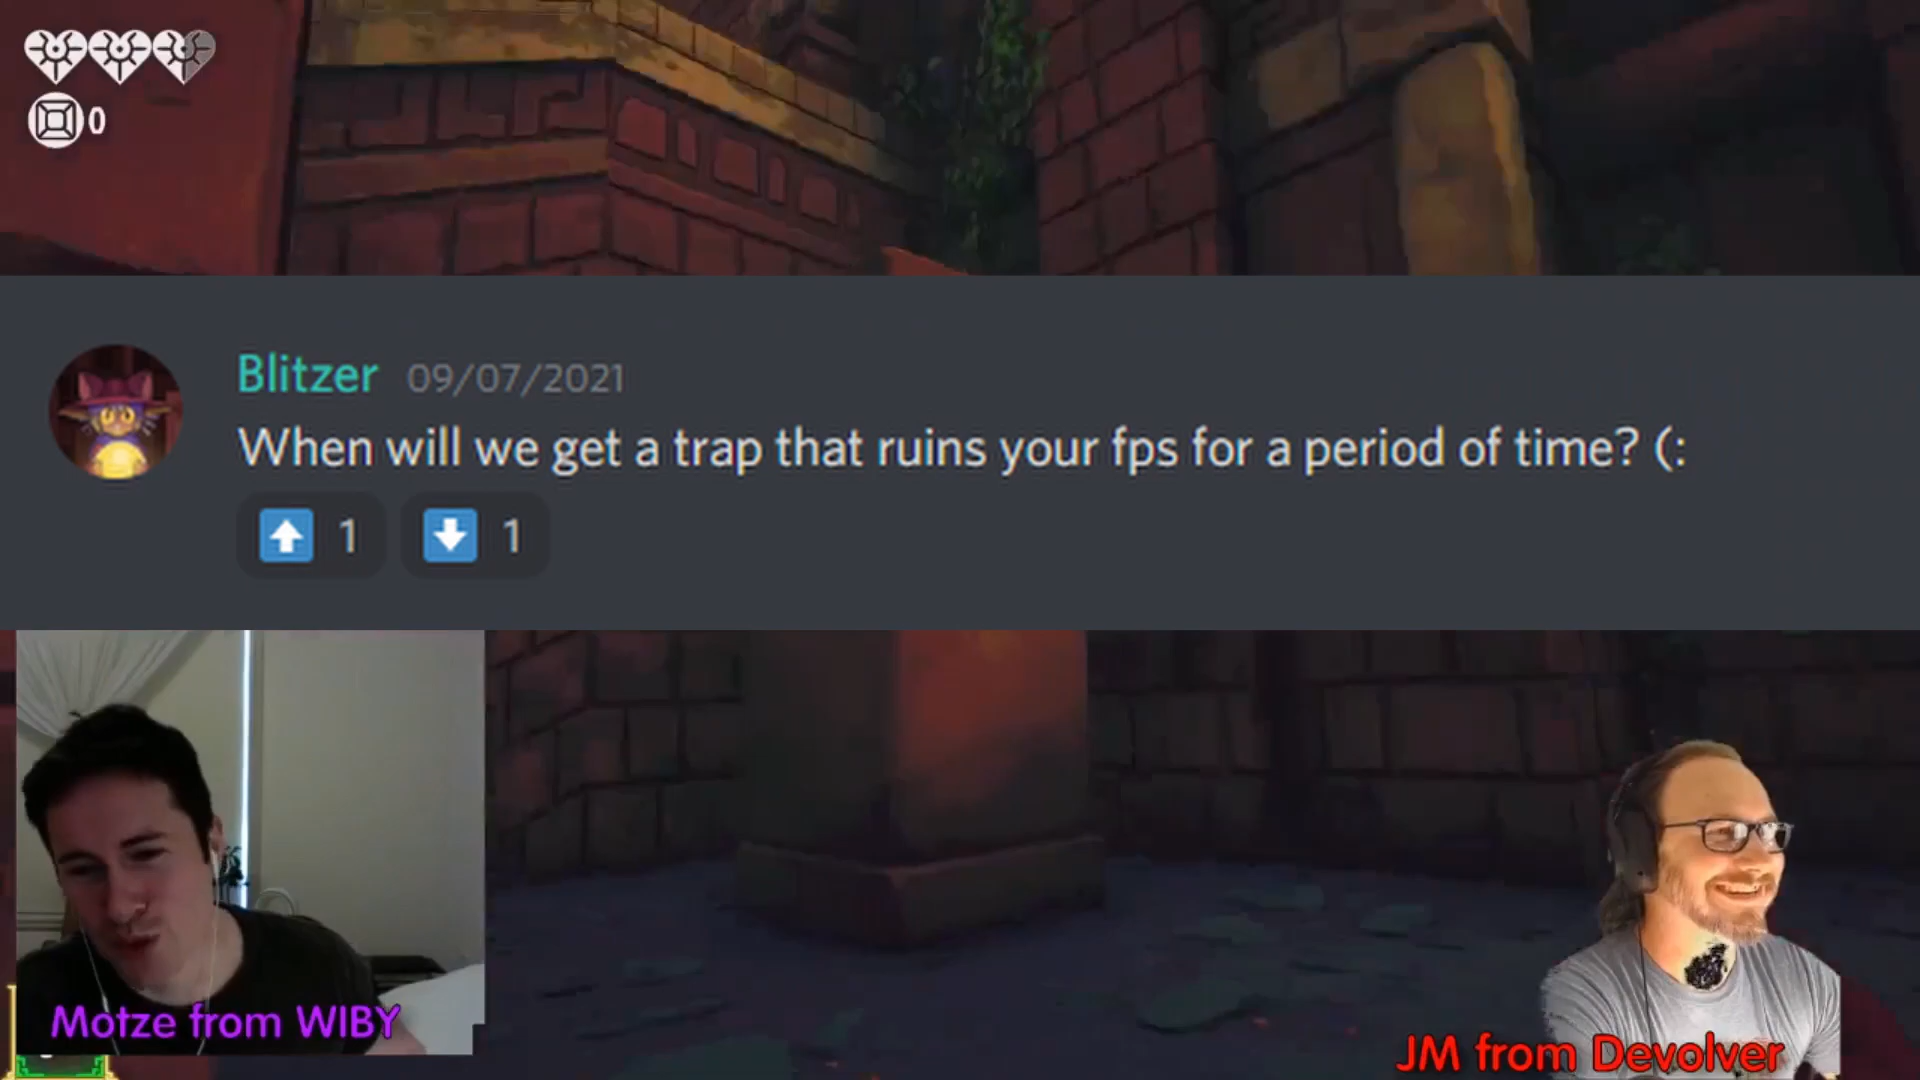 0
Blitzer 09/07/2021
When will we get a trap that ruins your fps for a period of time? (:
1 1
Motze from WIBY
JM from Devolver